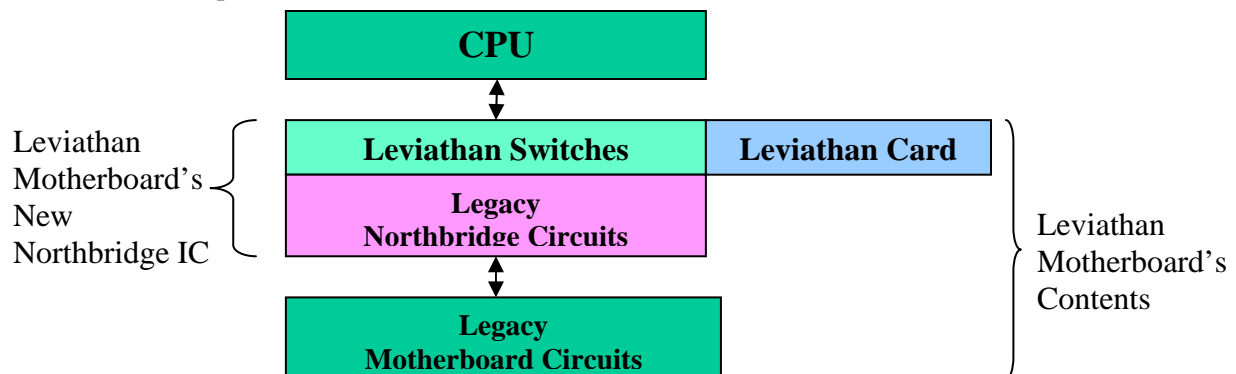 CPU
Leviathan
Motherboard's
New
Northbridge IC
Leviathan Switches
Leviathan Card
Legacy
Northbridge Circuits
Leviathan
Motherboard's
Contents
Legacy
Motherboard Circuits